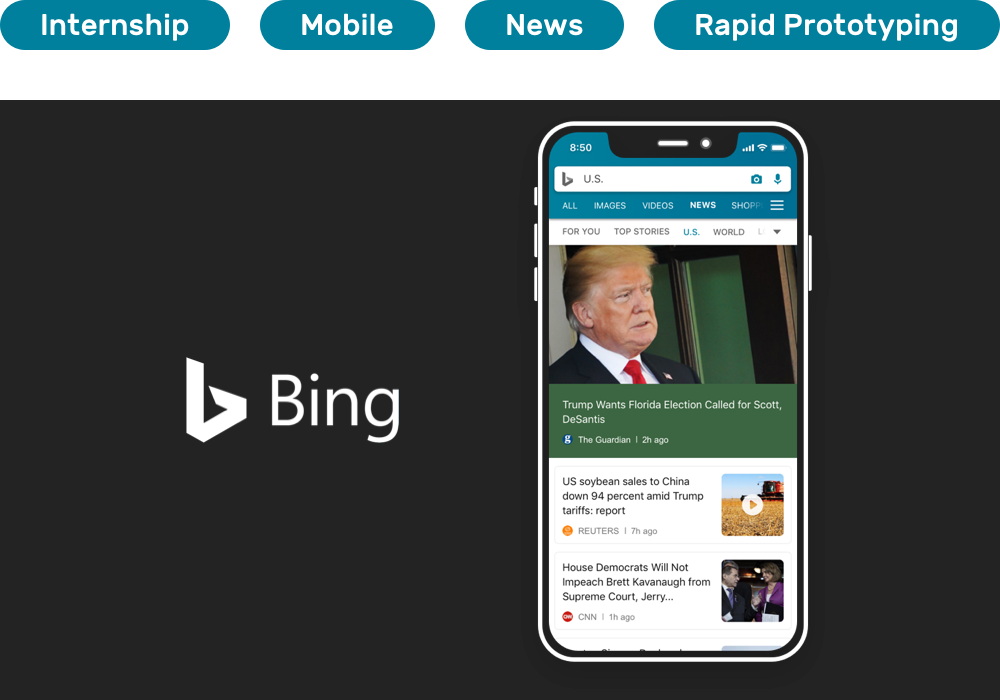 Internship Mobile News Rapid Prototyping
8:50
U.S.
ALL IMAGES VIDEOS NEWS SHOPP
FOR YOU TOP STORIES U.S. WORLD
Trump Wants Florida Election Called for Scott,
DeSantis
The Guardian | 2h ago
US soybean sales to China
down 94 percent amid Trump
tariffs: report
REUTERS | 7h ago
House Democrats Will Not
Impeach Brett Kavanaugh from
Supreme Court, Jerry...
CNN | 1h ago
Bing